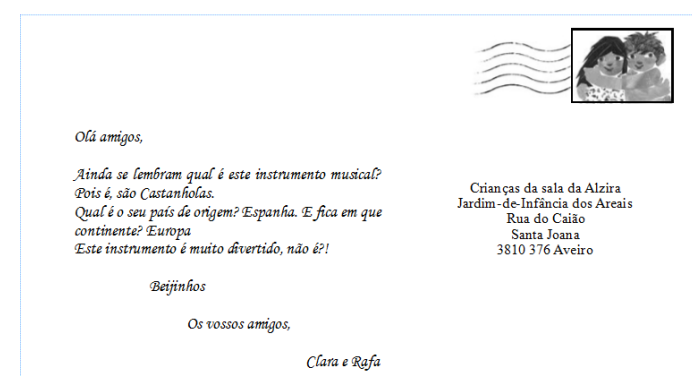 Olá amigos,
Ainda se lembram qual é este instrumento musical?
Pois é, são Castanholas.
Qual é o seu país de origem? Espanha. E fica em que
continente? Europa
Este instrumento é muito divertido, não é?!
Beijinhos
Os vossos amigos,
Clara e Rafa
Crianças da sala da Alzira
Jardim-de-Infância dos Areais
Rua do Caião
Santa Joana
3810 376 Aveiro